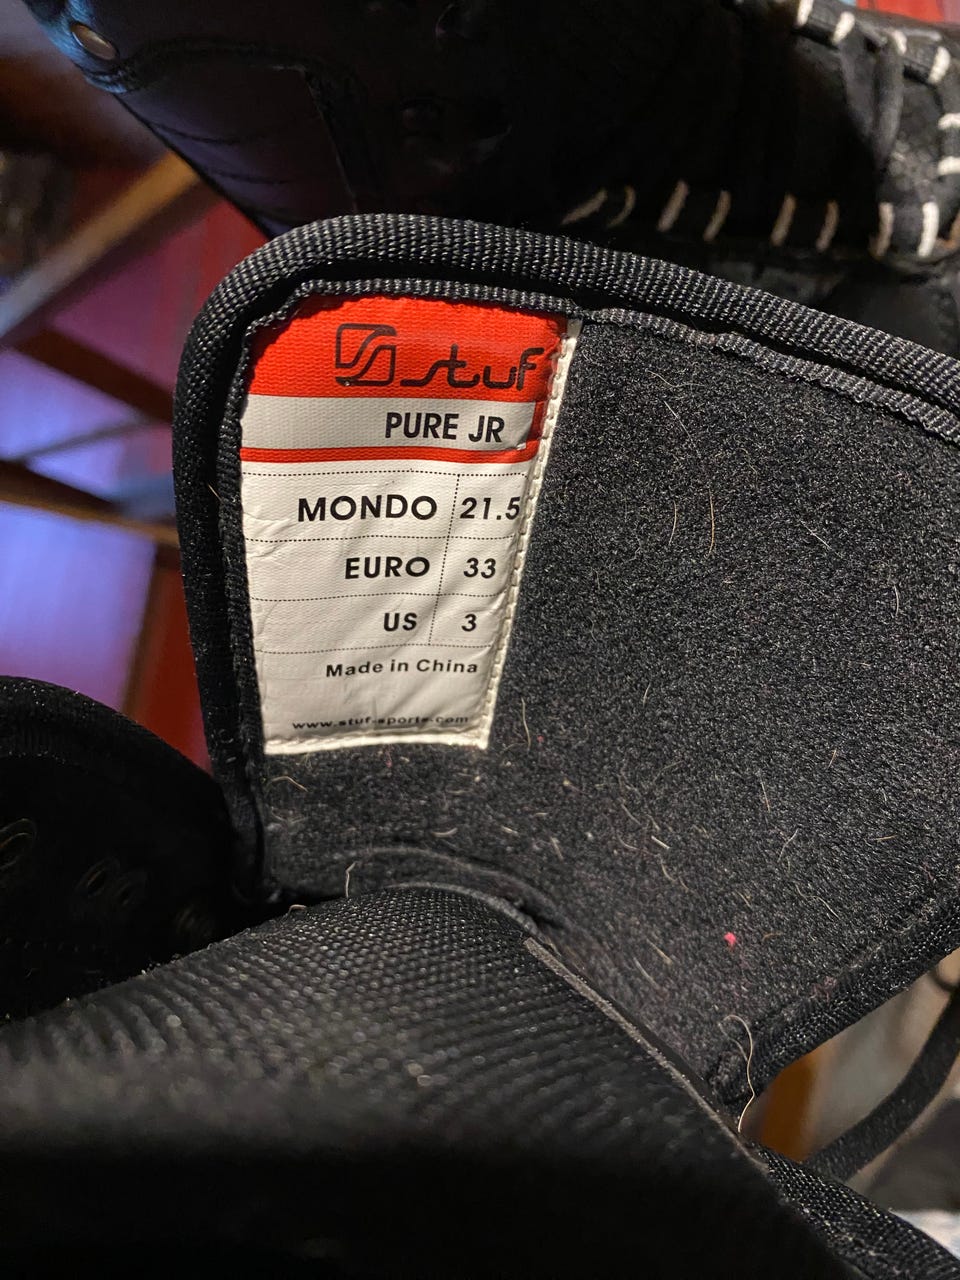 stuf
PURE JR
MONDO 21.5
EURO 33
US 3
Made in China
www.stuf-sports.com